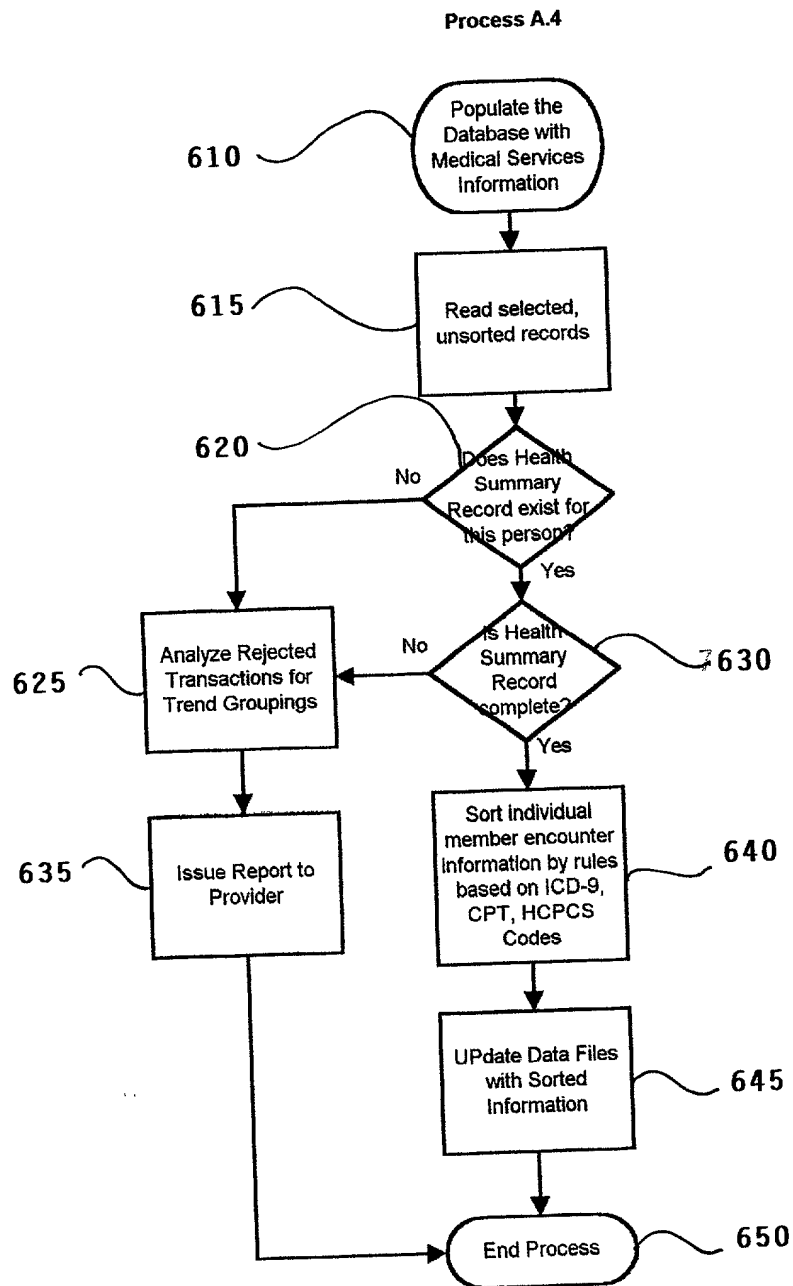 Process A.4
Populate the
Database with
Medical Services
Information
610
Read selected,
unsorted records
615
620
Does Health
Summary
Record exist for
this person?
No
Yes
Is Health
Summary
Record
complete?
No
Yes
630
Analyze Rejected
Transactions for
Trend Groupings
625
Sort individual
member encounter
information by rules
based on ICD-9,
CPT, HCPCS
Codes
640
Issue Report to
Provider
635
UPdate Data Files
with Sorted
Information
645
End Process
650